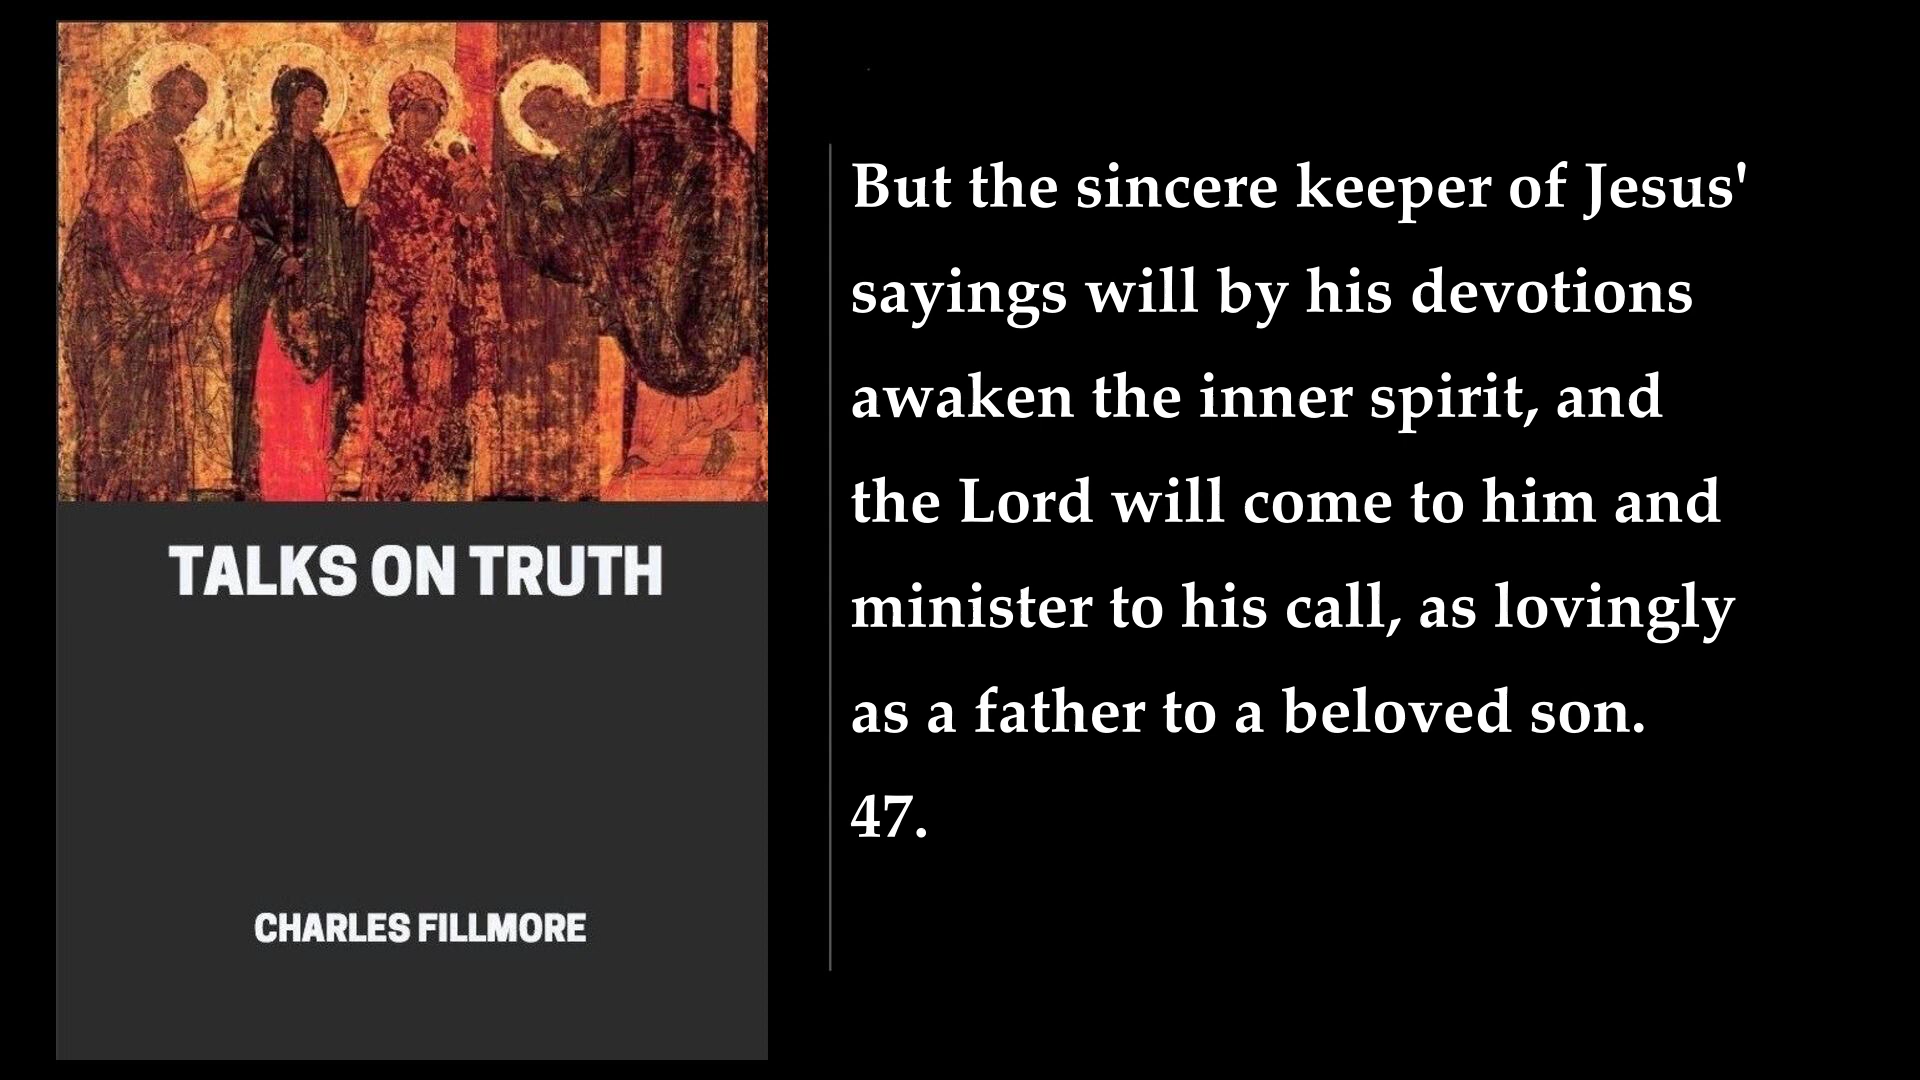 TALKS ON TRUTH
CHARLES FILLMORE
But the sincere keeper of Jesus'
sayings will by his devotions
awaken the inner spirit, and
the Lord will come to him and
minister to his call, as lovingly
as a father to a beloved son.
47.